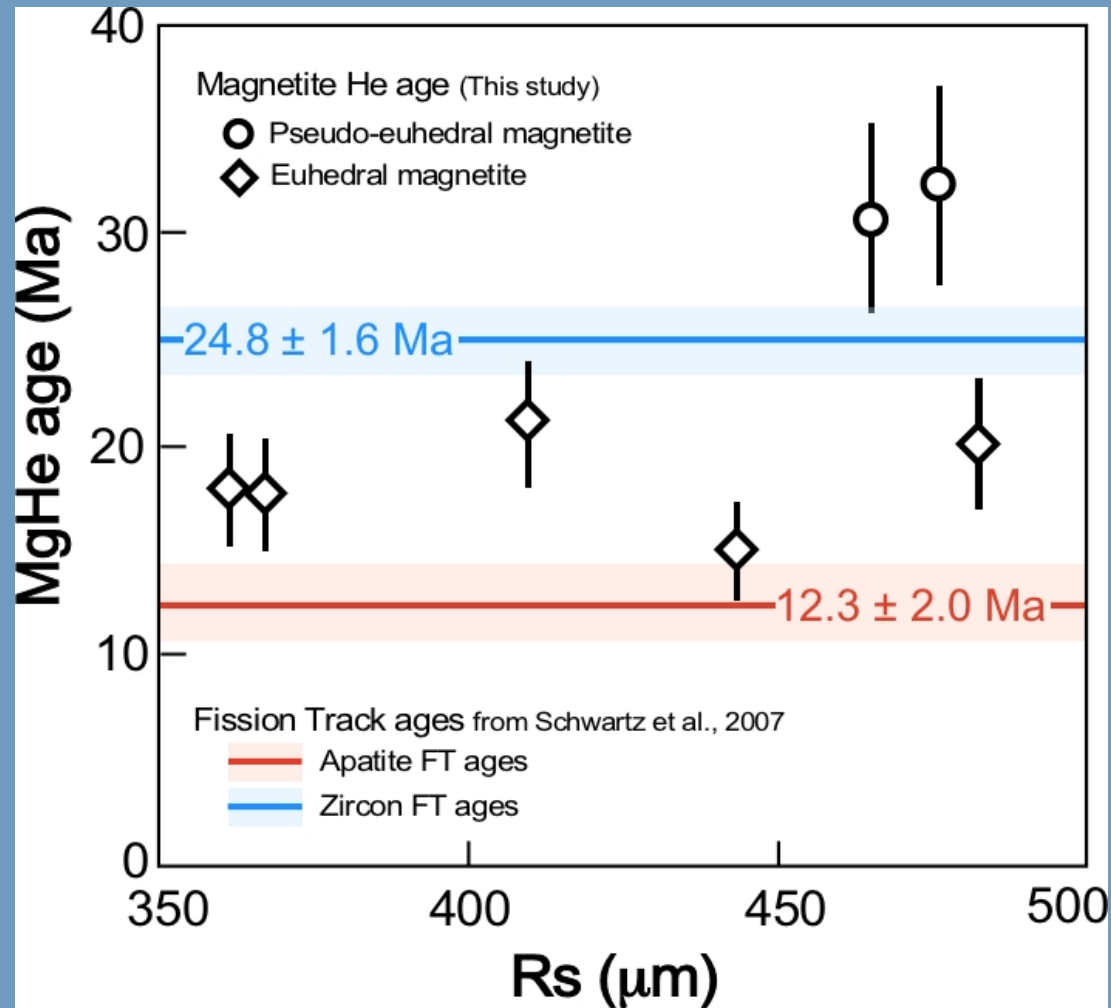 40
Magnetite He age (This study)
Pseudo-euhedral magnetite
Euhedral magnetite
30
24.8 ± 1.6 Ma
MgHe age (Ma)
20
12.3 ± 2.0 Ma
10
Fission Track ages from Schwartz et al., 2007
Apatite FT ages
Zircon FT ages
0
350 400 450 500
Rs (μm)